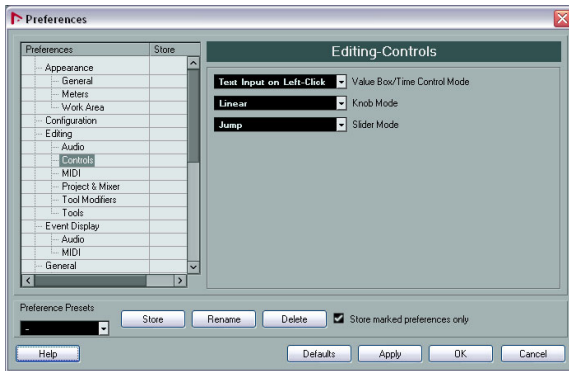 Preferences
Preferences Store
Editing-Controls
Appearance
General
Meters
Work Area
Configuration
Editing
Audio
Controls
MIDI
Project & Mixer
Tool Modifiers
Tools
Event Display
Audio
MIDI
General
Text Input on Left-Click Value Box/Time Control Mode
Linear Knob Mode
Jump Slider Mode
Preference Presets
-
Store Rename Delete Store marked preferences only
Help Defaults Apply OK Cancel